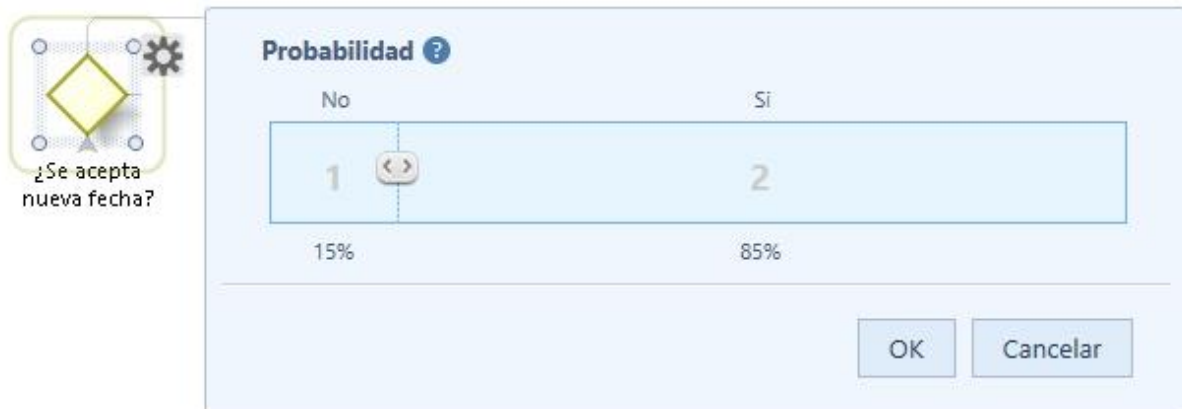 ¿Se acepta
nueva fecha?
Probabilidad ?
No Si
1 2
15% 85%
OK Cancelar